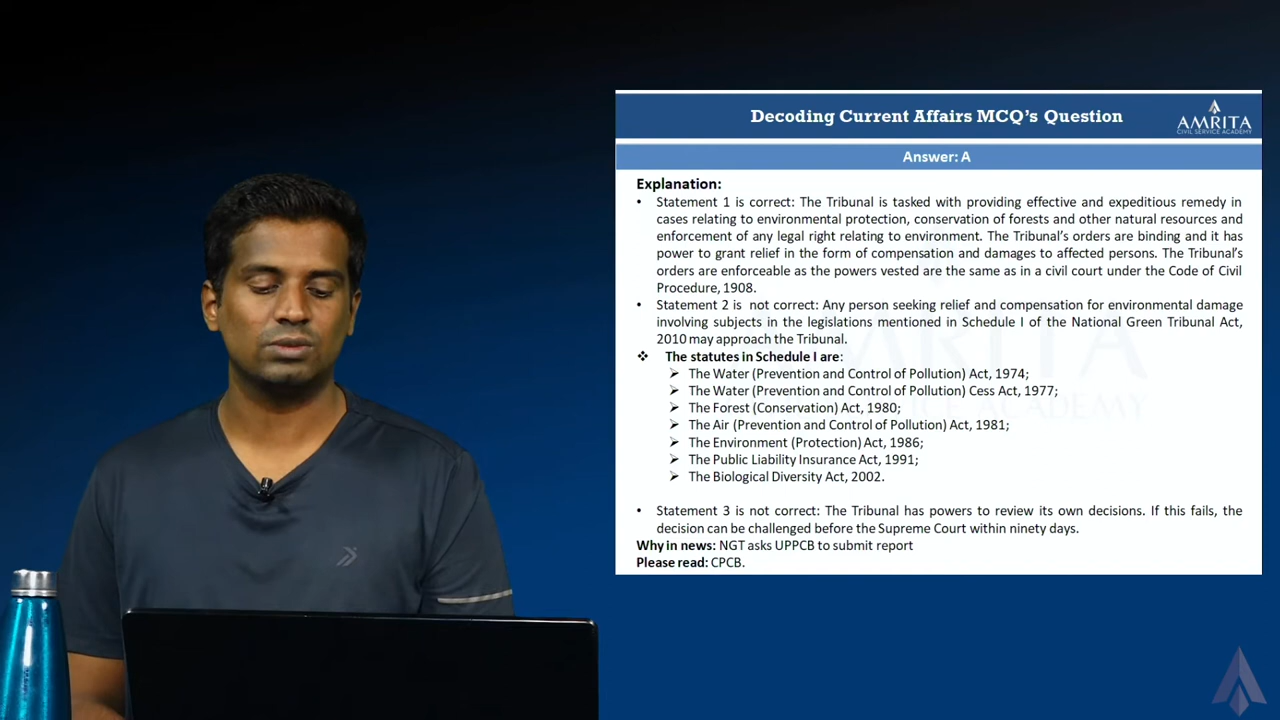 Decoding Current Affairs MCQ's Question
AMRITA
CIVIL SERVICE ACADEMY
Answer: A
Explanation:
• Statement 1 is correct: The Tribunal is tasked with providing effective and expeditious remedy in
cases relating to environmental protection, conservation of forests and other natural resources and
enforcement of any legal right relating to environment. The Tribunal's orders are binding and it has
power to grant relief in the form of compensation and damages to affected persons. The Tribunal's
orders are enforceable as the powers vested are the same as in a civil court under the Code of Civil
Procedure, 1908.
• Statement 2 is not correct: Any person seeking relief and compensation for environmental damage
involving subjects in the legislations mentioned in Schedule I of the National Green Tribunal Act,
2010 may approach the Tribunal.
❖ The statutes in Schedule I are:
➢ The Water (Prevention and Control of Pollution) Act, 1974;
➢ The Water (Prevention and Control of Pollution) Cess Act, 1977;
➢ The Forest (Conservation) Act, 1980;
➢ The Air (Prevention and Control of Pollution) Act, 1981;
➢ The Environment (Protection) Act, 1986;
➢ The Public Liability Insurance Act, 1991;
➢ The Biological Diversity Act, 2002.
• Statement 3 is not correct: The Tribunal has powers to review its own decisions. If this fails, the
decision can be challenged before the Supreme Court within ninety days.
Why in news: NGT asks UPPCB to submit report
Please read: CPCB.